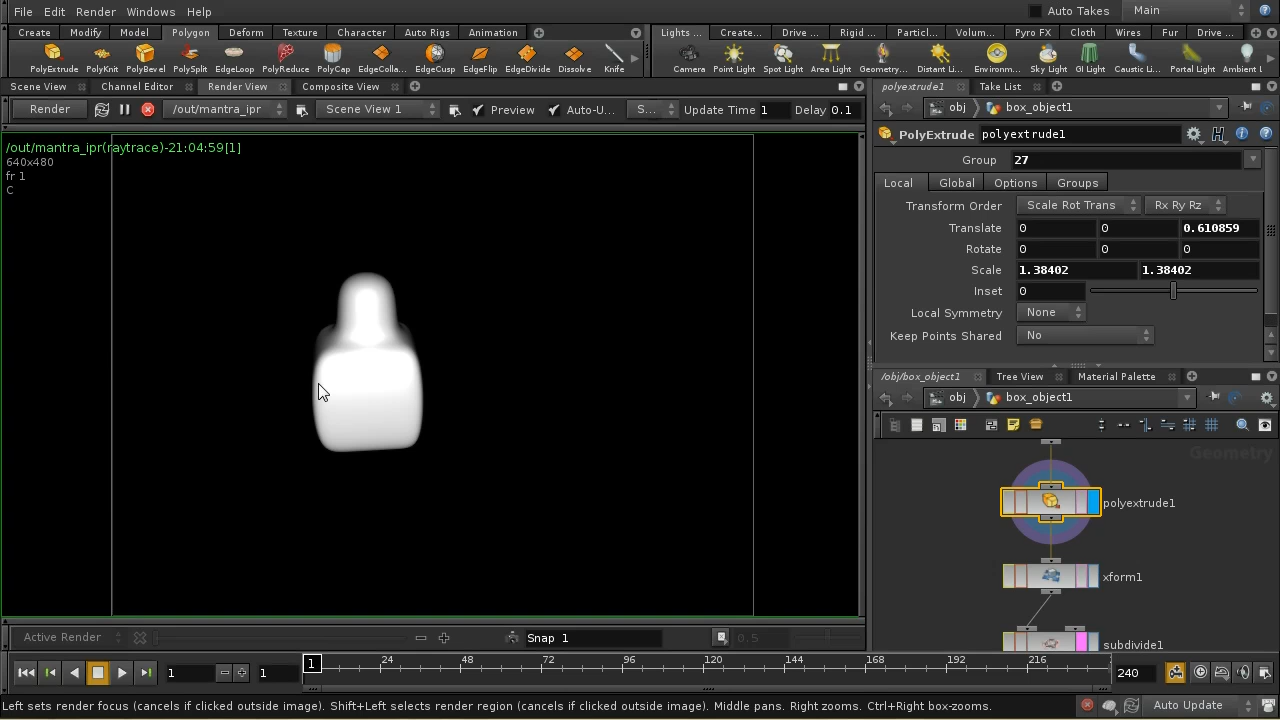 File Edit Render Windows Help Auto Takes Main
Create Modify Model Polygon Deform Texture Character Auto Rigs Animation Lights ... Create... Drive ... Rigid ... Particl... Volum... Pyro FX Cloth Wires Fur Drive ...
PolyExtrude PolyKnit PolyBevel PolySplit EdgeLoop PolyReduce PolyCap EdgeColla... EdgeCusp EdgeFlip EdgeDivide Dissolve Knife Camera Point Light Spot Light Area Light Geometry... Distant Li... Environm... Sky Light GI Light Caustic Li... Portal Light Ambient L
Scene View Channel Editor Render View Composite View
Render /out/mantra_ipr Scene View 1 Preview Auto-U... S... Update Time 1 Delay 0.1
/out/mantra_ipr(raytrace)-21:04:59[1]
640x480
fr 1
C
polyextrude1 Take List
obj box_object1
PolyExtrude polyextrude1
Group 27
Local Global Options Groups
Transform Order Scale Rot Trans Rx Ry Rz
Translate 0 0 0.610859
Rotate 0 0 0
Scale 1.38402 1.38402
Inset 0
Local Symmetry None
Keep Points Shared No
/obj/box_object1 Tree View Material Palette
obj box_object1
Geometry
polyextrude1
xform1
subdivide1
Active Render Snap 1 0.5
1 1 1 24 48 72 96 120 144 168 192 216 240
Left sets render focus (cancels if clicked outside image). Shift+Left selects render region (cancels if clicked outside image). Middle pans. Right zooms. Ctrl+Right box-zooms. Auto Update